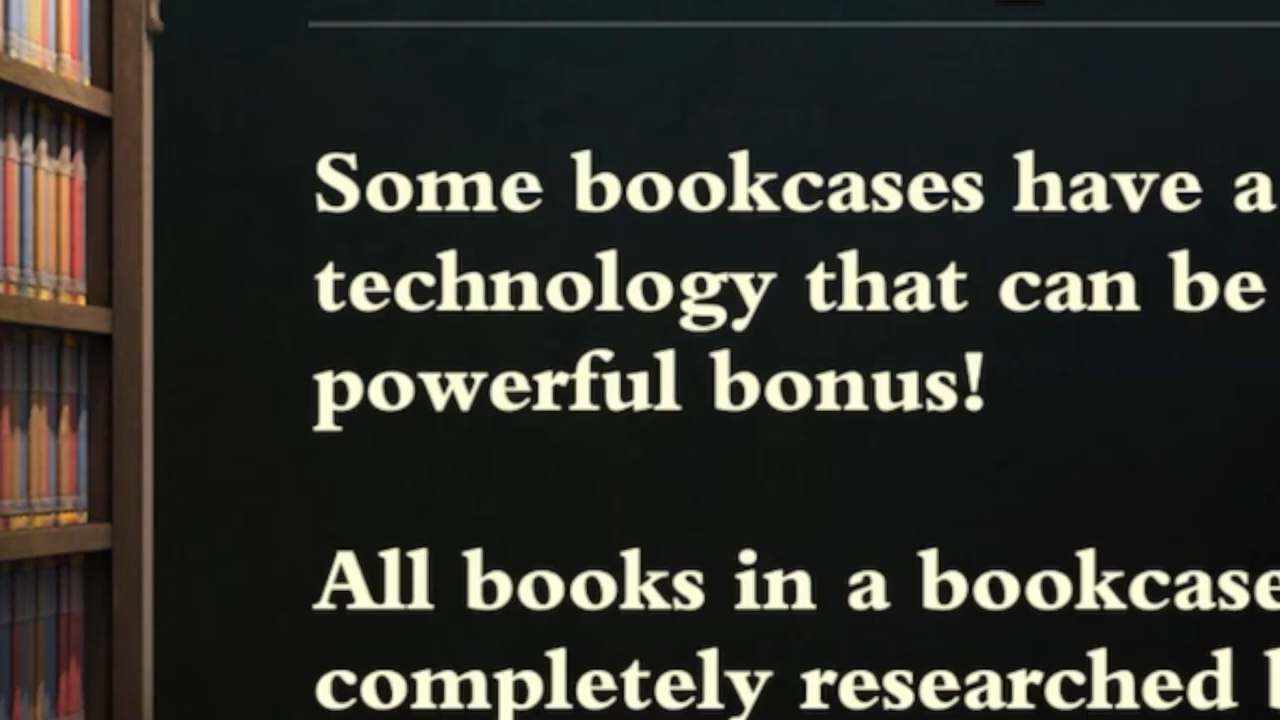 Some bookcases have a
technology that can be
powerful bonus!
All books in a bookcase
completely researched